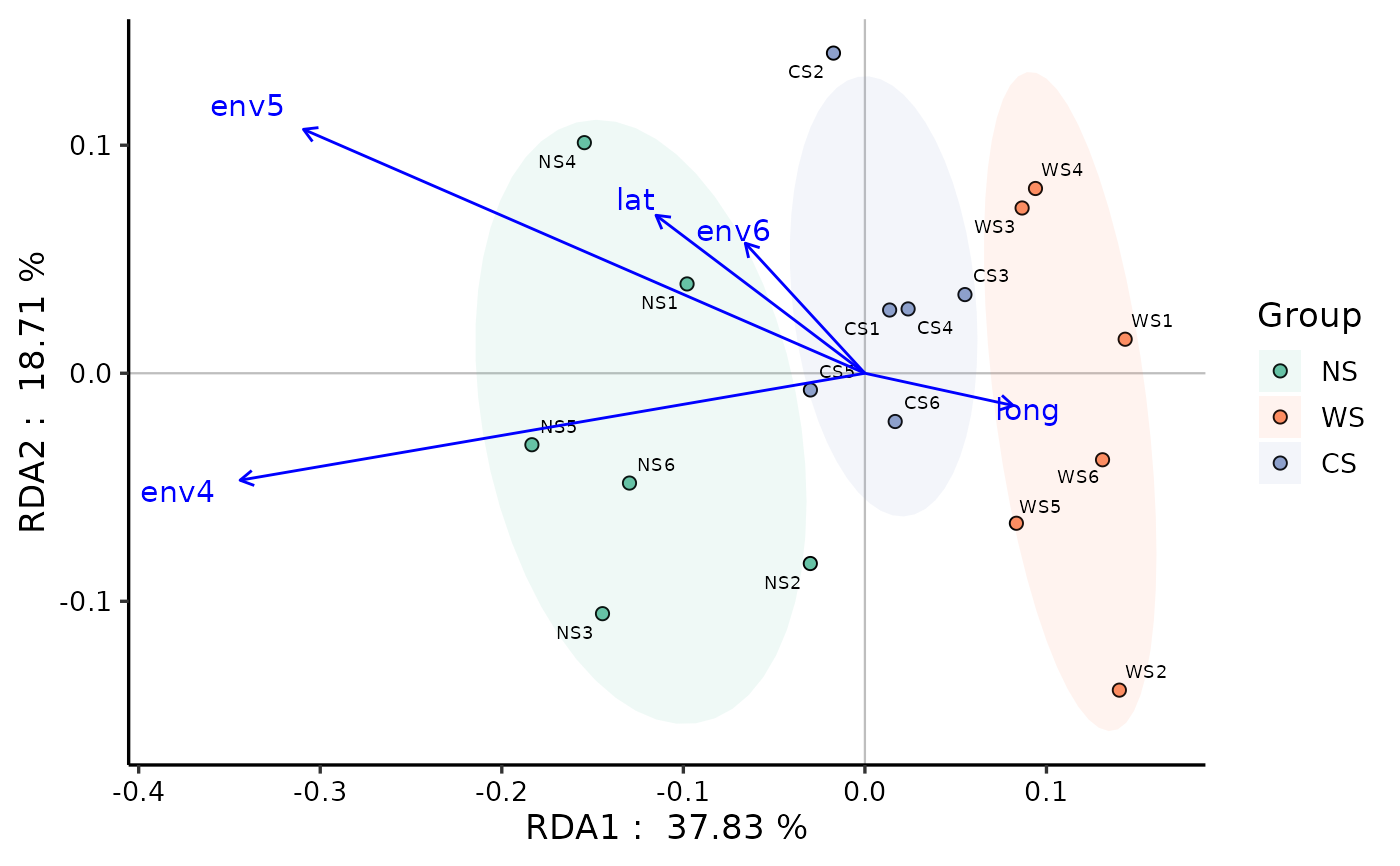 CS2
env5
0.1
NS4
WS4
lat
WS3
env6
CS3
NS1
CS1
CS4
WS1
Group
0.0
CS5
NS
long
CS6
WS
NS5
NS6
WS6
CS
env4
WS5
NS2
-0.1
NS3
WS2
RDA2 : 18.71 %
-0.4
-0.3
-0.2
-0.1
0.0
0.1
RDA1 : 37.83 %